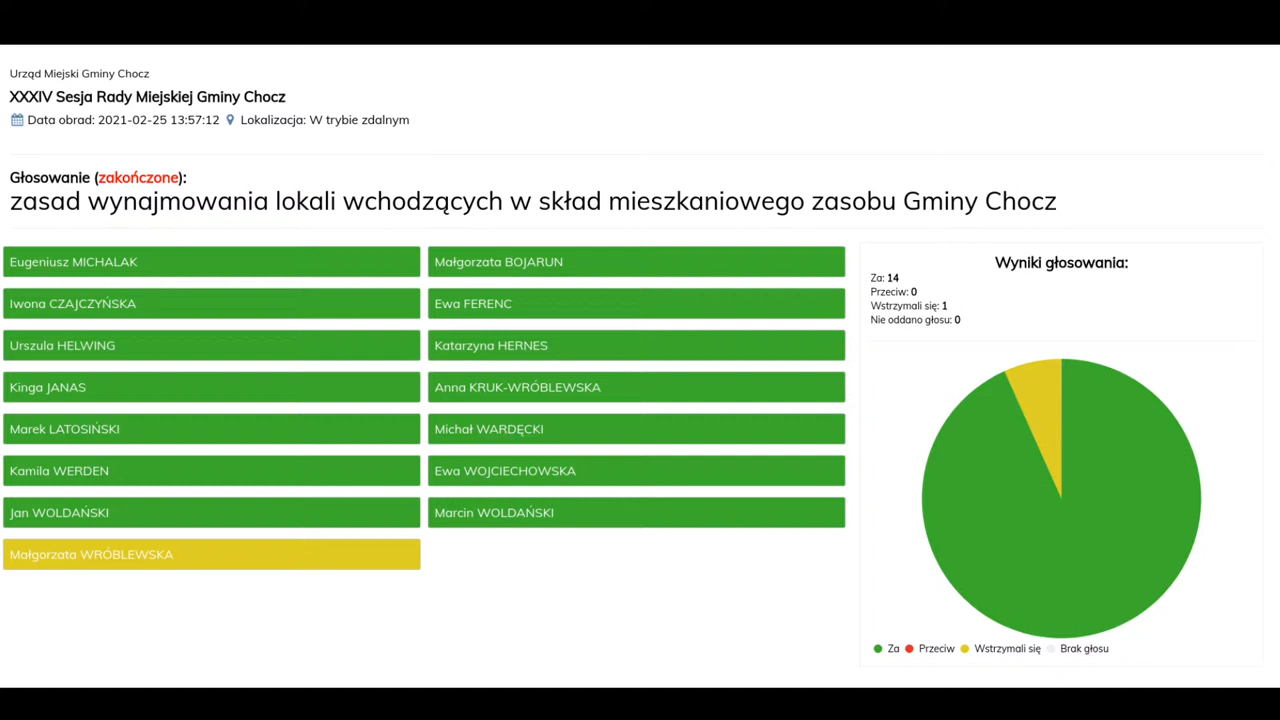 Urząd Miejski Gminy Chocz
XXXIV Sesja Rady Miejskiej Gminy Chocz
Data obrad: 2021-02-25 13:57:12 Lokalizacja: W trybie zdalnym
Głosowanie (zakończone):
zasad wynajmowania lokali wchodzących w skład mieszkaniowego zasobu Gminy Chocz
Eugeniusz MICHALAK
Małgorzata BOJARUN
Iwona CZAJCZYŃSKA
Ewa FERENC
Urszula HELWING
Katarzyna HERNES
Kinga JANAS
Anna KRUK-WRÓBLEWSKA
Marek LATOSIŃSKI
Michał WARDĘCKI
Kamila WERDEN
Ewa WOJCIECHOWSKA
Jan WOLDAŃSKI
Marcin WOLDAŃSKI
Małgorzata WRÓBLEWSKA
Wyniki głosowania:
Za: 14
Przeciw: 0
Wstrzymali się: 1
Nie oddano głosu: 0
Za Przeciw Wstrzymali się Brak głosu